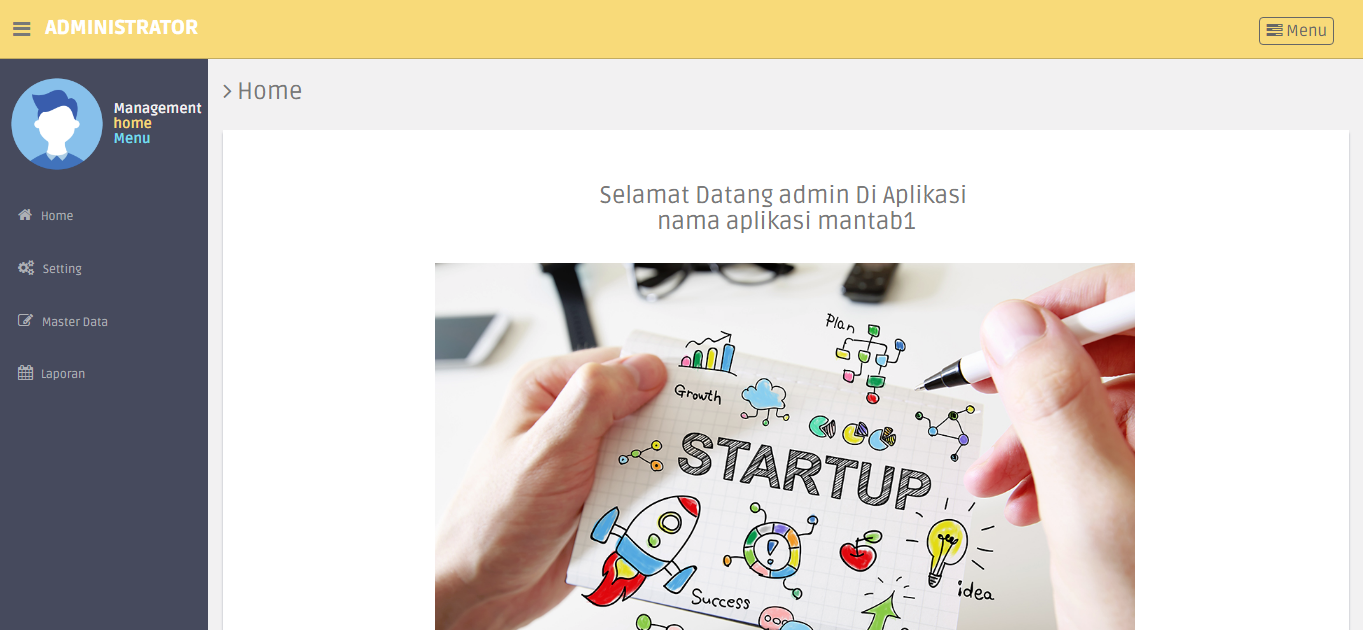 ADMINISTRATOR
Menu
Management
home
Menu
Home
Setting
Master Data
Laporan
Home
Selamat Datang admin Di Aplikasi
nama aplikasi mantab1
Plan
Growth
STARTUP
Success
idea